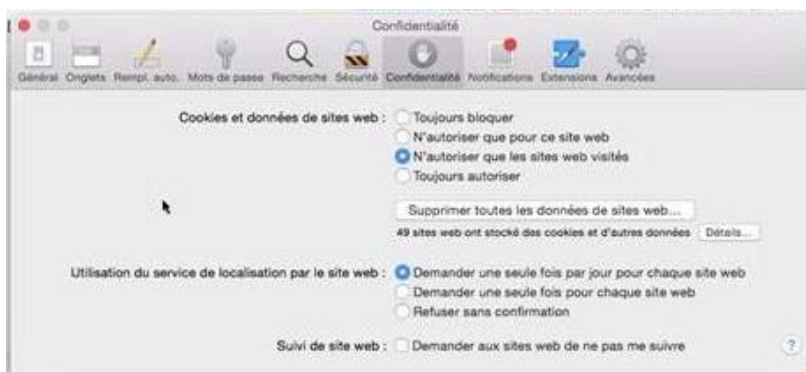 Confidentialité
Général Onglets Rempl. auto. Mots de passe Recherche Sécurité Confidentialité Notifications Extensions Avancées
Cookies et données de sites web : Toujours bloquer
N'autoriser que pour ce site web
N'autoriser que les sites web visités
Toujours autoriser
Supprimer toutes les données de sites web...
49 sites web ont stocké des cookies et d'autres données Détails...
Utilisation du service de localisation par le site web : Demander une seule fois par jour pour chaque site web
Demander une seule fois pour chaque site web
Refuser sans confirmation
Suivi de site web : Demander aux sites web de ne pas me suivre ?